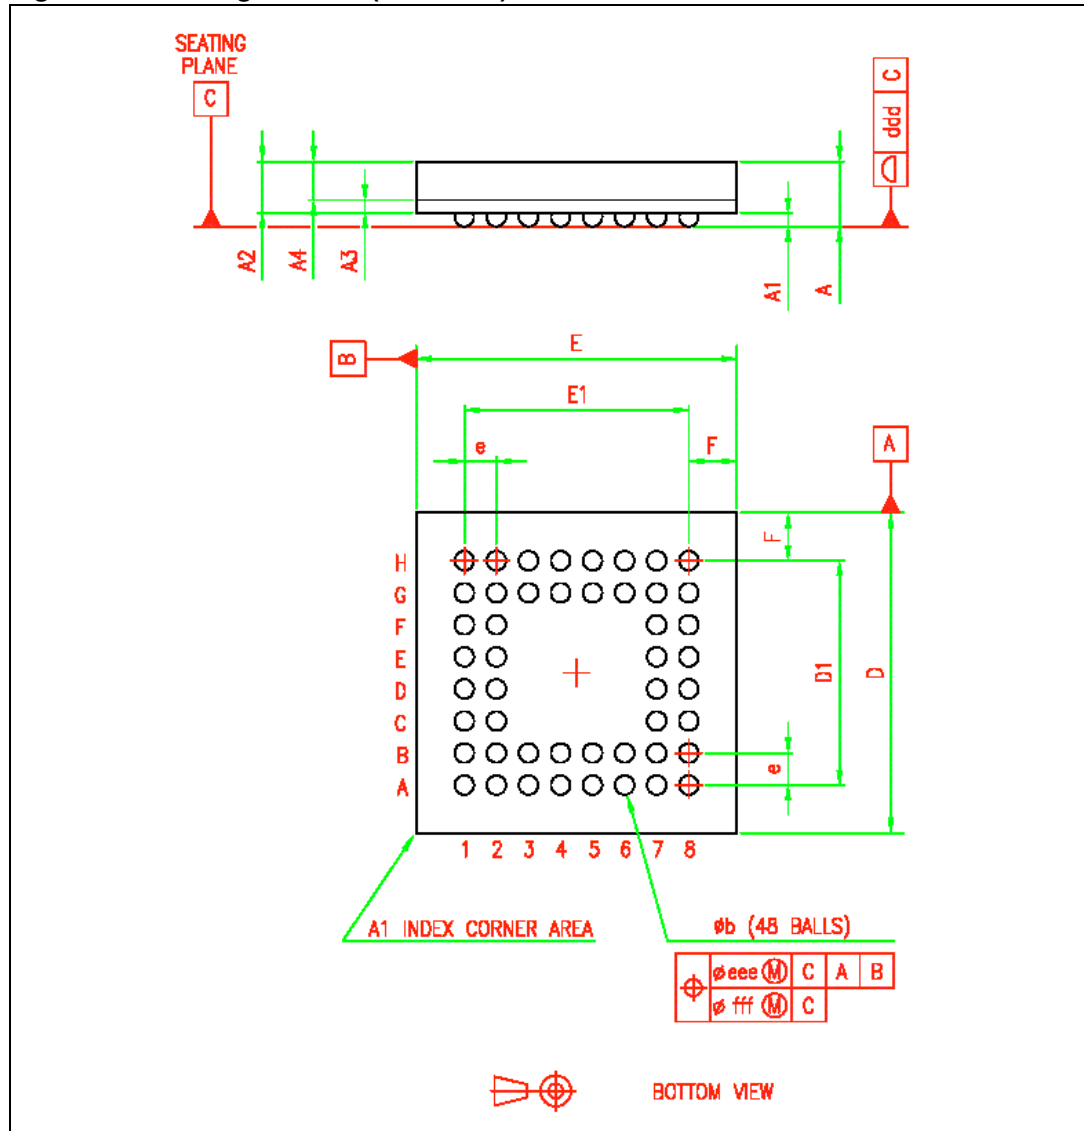 SEATING
PLANE
C
C
ddd
A2
A4
A3
A1
A
B
E
E1
e
F
A
F
H
G
F
E
D
C
B
A
D1
D
e
1 2 3 4 5 6 7 8
A1 INDEX CORNER AREA
øb (48 BALLS)
⌖ øeee Ⓜ C A B
ø fff Ⓜ C
BOTTOM VIEW